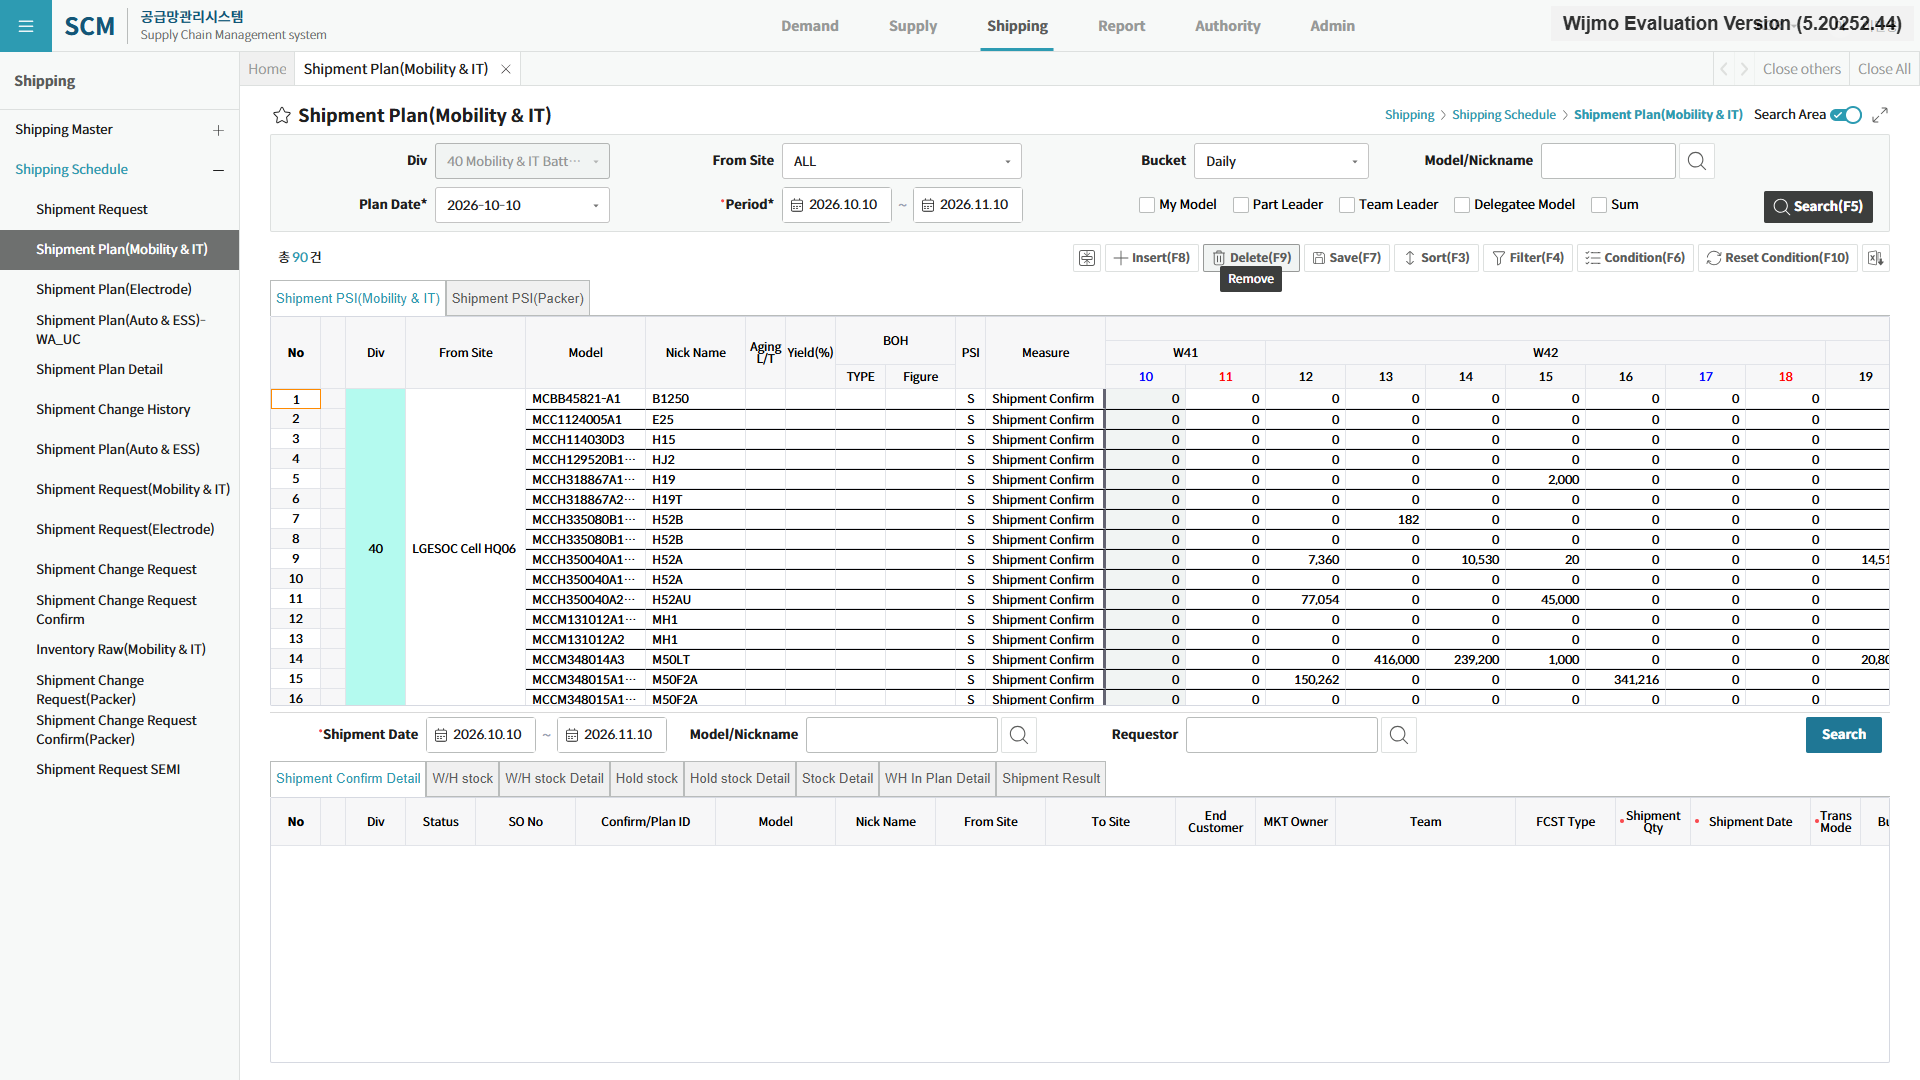 SCM 공급망관리시스템
Supply Chain Management system
Demand Supply Shipping Report Authority Admin
Wijmo Evaluation Version (5.20252.44)
Shipping
Home Shipment Plan(Mobility & IT) Close others Close All
Shipping Master
Shipping Schedule
Shipment Request
Shipment Plan(Mobility & IT)
Shipment Plan(Electrode)
Shipment Plan(Auto & ESS)-
WA_UC
Shipment Plan Detail
Shipment Change History
Shipment Plan(Auto & ESS)
Shipment Request(Mobility & IT)
Shipment Request(Electrode)
Shipment Change Request
Shipment Change Request
Confirm
Inventory Raw(Mobility & IT)
Shipment Change
Request(Packer)
Shipment Change Request
Confirm(Packer)
Shipment Request SEMI
Shipment Plan(Mobility & IT)
Shipping > Shipping Schedule > Shipment Plan(Mobility & IT) Search Area
Div 40 Mobility & IT Batt··· From Site ALL Bucket Daily Model/Nickname
Plan Date* 2026-10-10 *Period* 2026.10.10 ~ 2026.11.10 My Model Part Leader Team Leader Delegatee Model Sum Search(F5)
총 90 건 Insert(F8) Delete(F9) Save(F7) Sort(F3) Filter(F4) Condition(F6) Reset Condition(F10)
Remove
Shipment PSI(Mobility & IT) Shipment PSI(Packer)
No Div From Site Model Nick Name Aging L/T Yield(%) BOH TYPE Figure PSI Measure W41 W42
10 11 12 13 14 15 16 17 18 19
40 LGESOC Cell HQ06
1 MCBB45821-A1 B1250 S Shipment Confirm 0 0 0 0 0 0 0 0 0
2 MCC1124005A1 E25 S Shipment Confirm 0 0 0 0 0 0 0 0 0
3 MCCH114030D3 H15 S Shipment Confirm 0 0 0 0 0 0 0 0 0
4 MCCH129520B1··· HJ2 S Shipment Confirm 0 0 0 0 0 0 0 0 0
5 MCCH318867A1··· H19 S Shipment Confirm 0 0 0 0 0 2,000 0 0 0
6 MCCH318867A2··· H19T S Shipment Confirm 0 0 0 0 0 0 0 0 0
7 MCCH335080B1··· H52B S Shipment Confirm 0 0 0 182 0 0 0 0 0
8 MCCH335080B1··· H52B S Shipment Confirm 0 0 0 0 0 0 0 0 0
9 MCCH350040A1··· H52A S Shipment Confirm 0 0 7,360 0 10,530 20 0 0 0 14,51
10 MCCH350040A1··· H52A S Shipment Confirm 0 0 0 0 0 0 0 0 0
11 MCCH350040A2··· H52AU S Shipment Confirm 0 0 77,054 0 0 45,000 0 0 0
12 MCCM131012A1··· MH1 S Shipment Confirm 0 0 0 0 0 0 0 0 0
13 MCCM131012A2 MH1 S Shipment Confirm 0 0 0 0 0 0 0 0 0
14 MCCM348014A3 M50LT S Shipment Confirm 0 0 0 416,000 239,200 1,000 0 0 0 20,80
15 MCCM348015A1··· M50F2A S Shipment Confirm 0 0 150,262 0 0 0 341,216 0 0
16 MCCM348015A1··· M50F2A S Shipment Confirm 0 0 0 0 0 0 0 0 0
*Shipment Date 2026.10.10 ~ 2026.11.10 Model/Nickname Requestor Search
Shipment Confirm Detail W/H stock W/H stock Detail Hold stock Hold stock Detail Stock Detail WH In Plan Detail Shipment Result
No Div Status SO No Confirm/Plan ID Model Nick Name From Site To Site End Customer MKT Owner Team FCST Type Shipment Qty Shipment Date Trans Mode